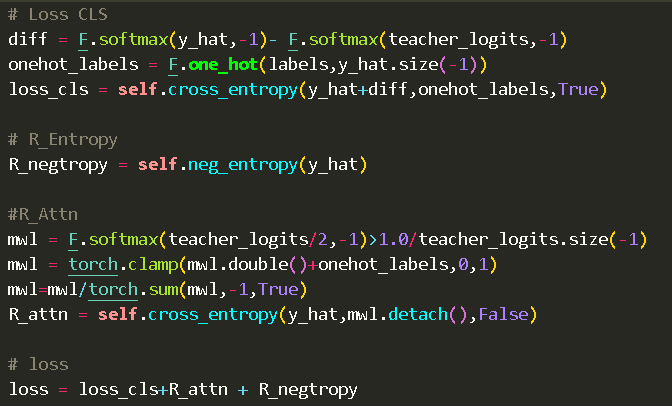 # Loss CLS
diff = F.softmax(y_hat,-1)- F.softmax(teacher_logits,-1)
onehot_labels = F.one_hot(labels,y_hat.size(-1))
loss_cls = self.cross_entropy(y_hat+diff,onehot_labels,True)
# R_Entropy
R_negtropy = self.neg_entropy(y_hat)
#R_Attn
mwl = F.softmax(teacher_logits/2,-1)>1.0/teacher_logits.size(-1)
mwl = torch.clamp(mwl.double()+onehot_labels,0,1)
mwl=mwl/torch.sum(mwl,-1,True)
R_attn = self.cross_entropy(y_hat,mwl.detach(),False)
# loss
loss = loss_cls+R_attn + R_negtropy